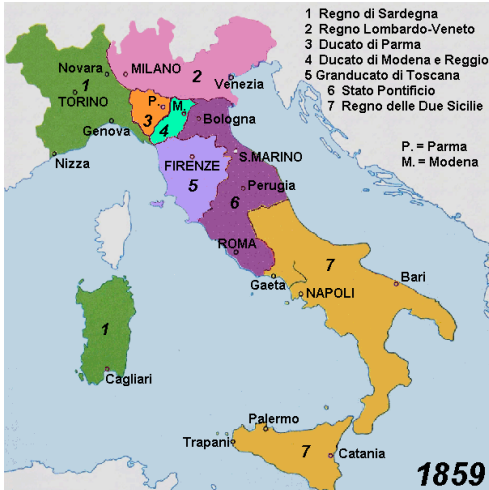 1 Regno di Sardegna
2 Regno Lombardo-Veneto
3 Ducato di Parma
4 Ducato di Modena e Reggio
5 Granducato di Toscana
6 Stato Pontificio
7 Regno delle Due Sicilie
P. = Parma
M. = Modena
Novara
MILANO
2
1
Venezia
TORINO
P.
M.
3
Bologna
Genova
4
Nizza
FIRENZE
S.MARINO
5
Perugia
6
ROMA
7
Gaeta
Bari
NAPOLI
1
Cagliari
Palermo
Trapani
7
Catania
1859